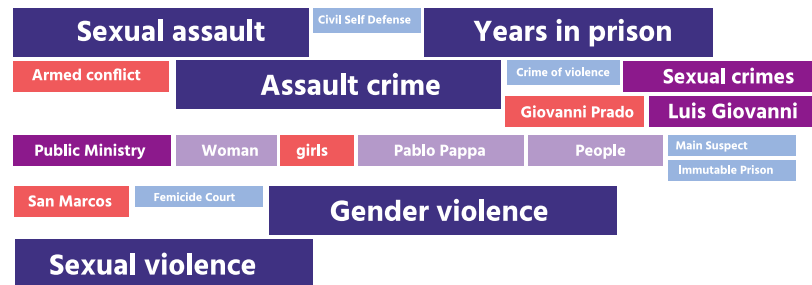 Sexual assault
Civil Self Defense
Years in prison
Armed conflict
Assault crime
Crime of violence
Sexual crimes
Giovanni Prado
Luis Giovanni
Public Ministry
Woman
girls
Pablo Pappa
People
Main Suspect
Immutable Prison
San Marcos
Femicide Court
Gender violence
Sexual violence